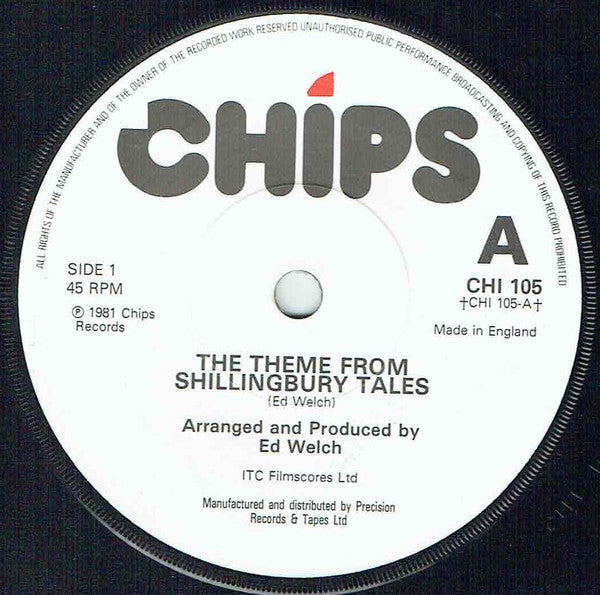 ALL RIGHTS OF THE MANUFACTURER AND OF THE OWNER OF THE RECORDED WORK RESERVED UNAUTHORISED PUBLIC PERFORMANCE BROADCASTING AND COPYING OF THIS RECORD PROHIBITED
CHIPS
A
SIDE 1
45 RPM
CHI 105
†CHI 105-A†
℗ 1981 Chips
Records
Made in England
THE THEME FROM
SHILLINGBURY TALES
(Ed Welch)
Arranged and Produced by
Ed Welch
ITC Filmscores Ltd
Manufactured and distributed by Precision
Records & Tapes Ltd